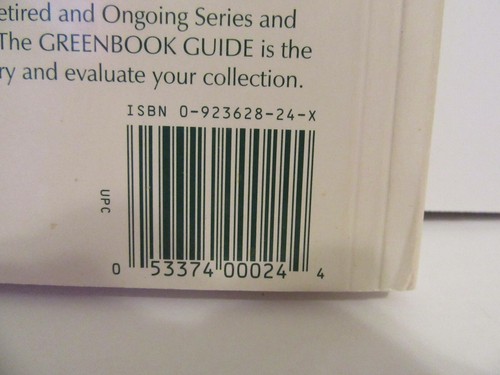 etired and Ongoing Series and
The GREENBOOK GUIDE is the
ry and evaluate your collection.
ISBN 0-923628-24-X
UPC
0 53374 00024 4